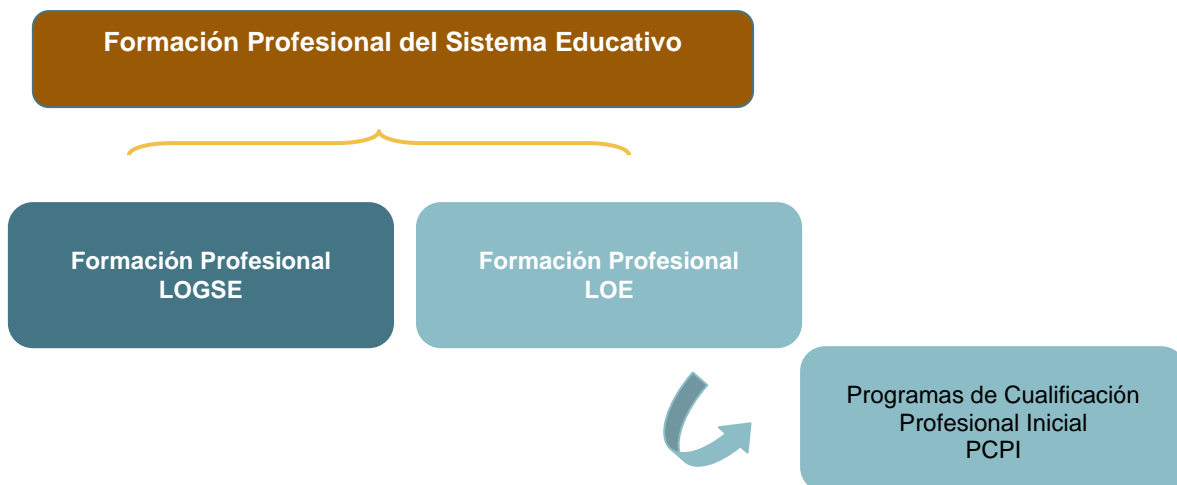 Formación Profesional del Sistema Educativo
Formación Profesional
LOGSE
Formación Profesional
LOE
Programas de Cualificación
Profesional Inicial
PCPI